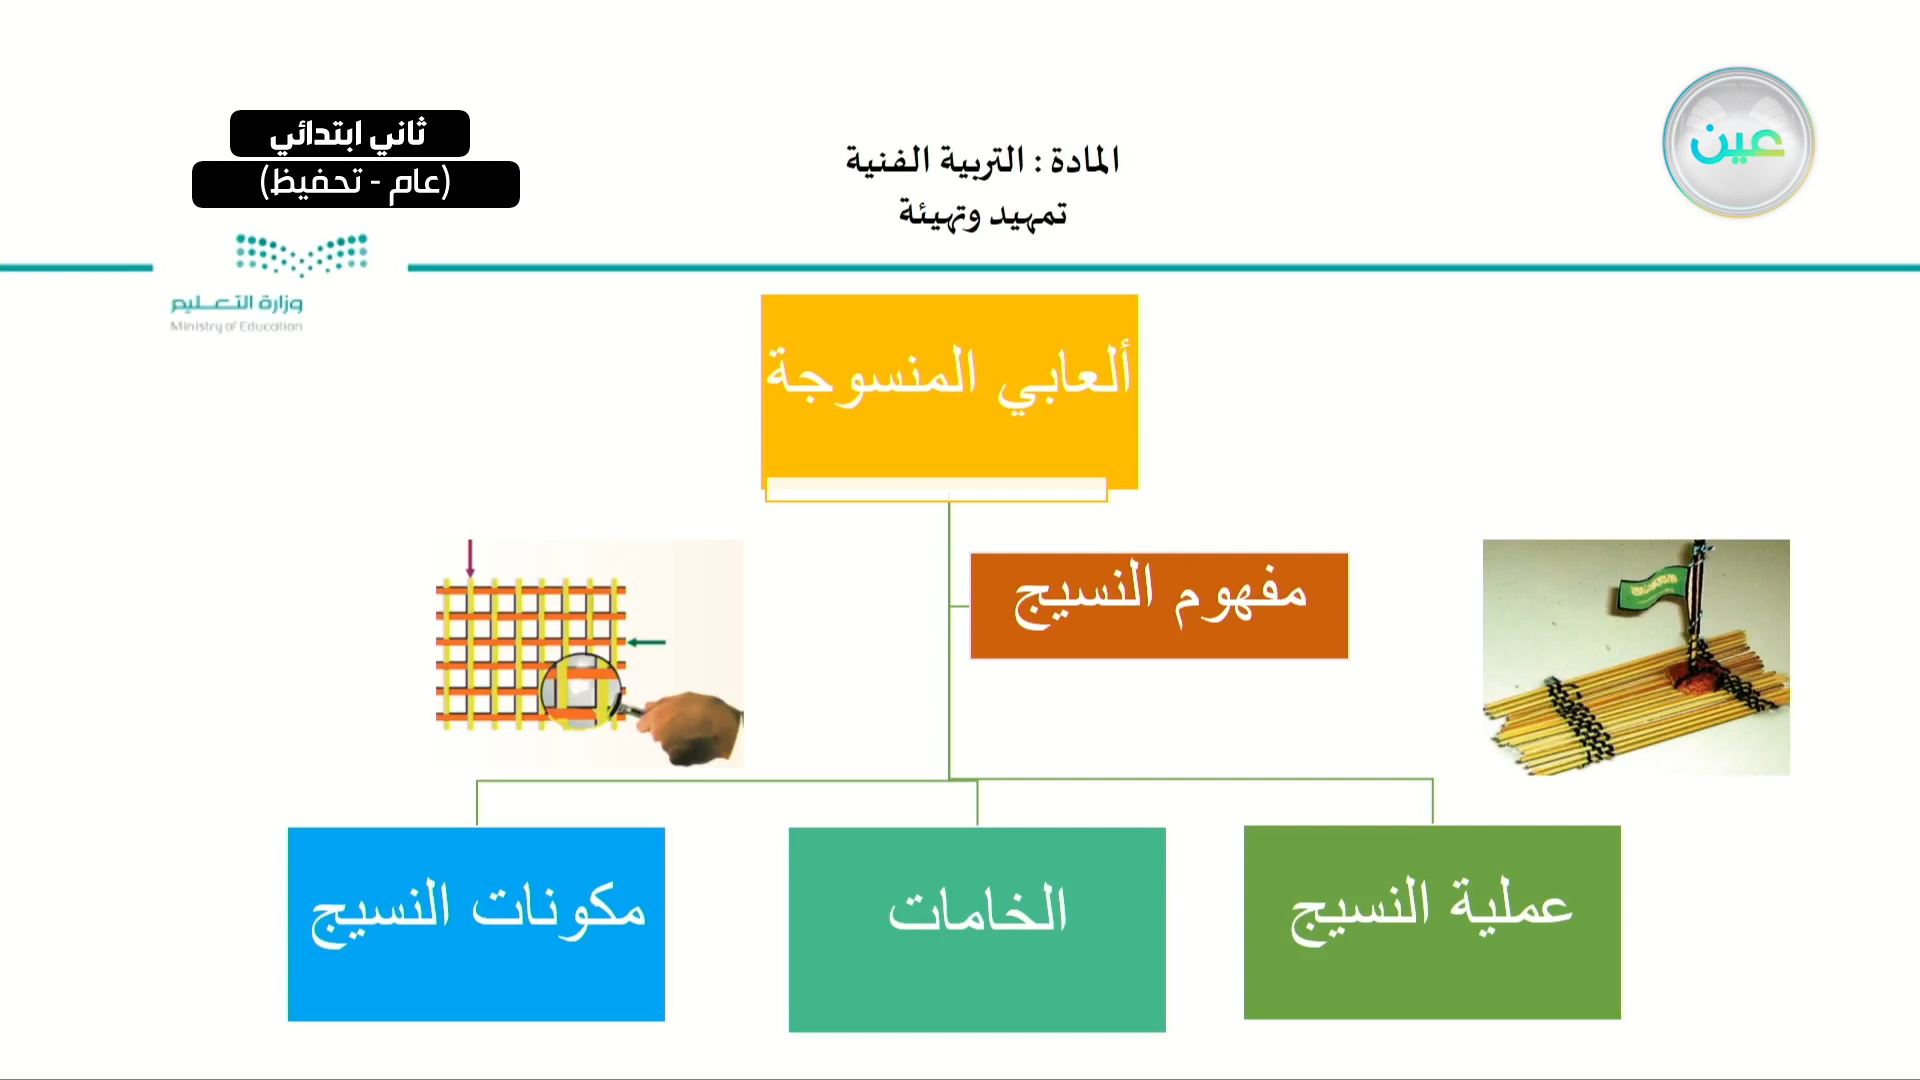 عين
المادة : التربية الفنية
تمهيد وتهيئة
ثاني ابتدائي
(عام - تحفيظ)
وزارة التعليم
Ministry of Education
ألعابي المنسوجة
مفهوم النسيج
عملية النسيج
الخامات
مكونات النسيج